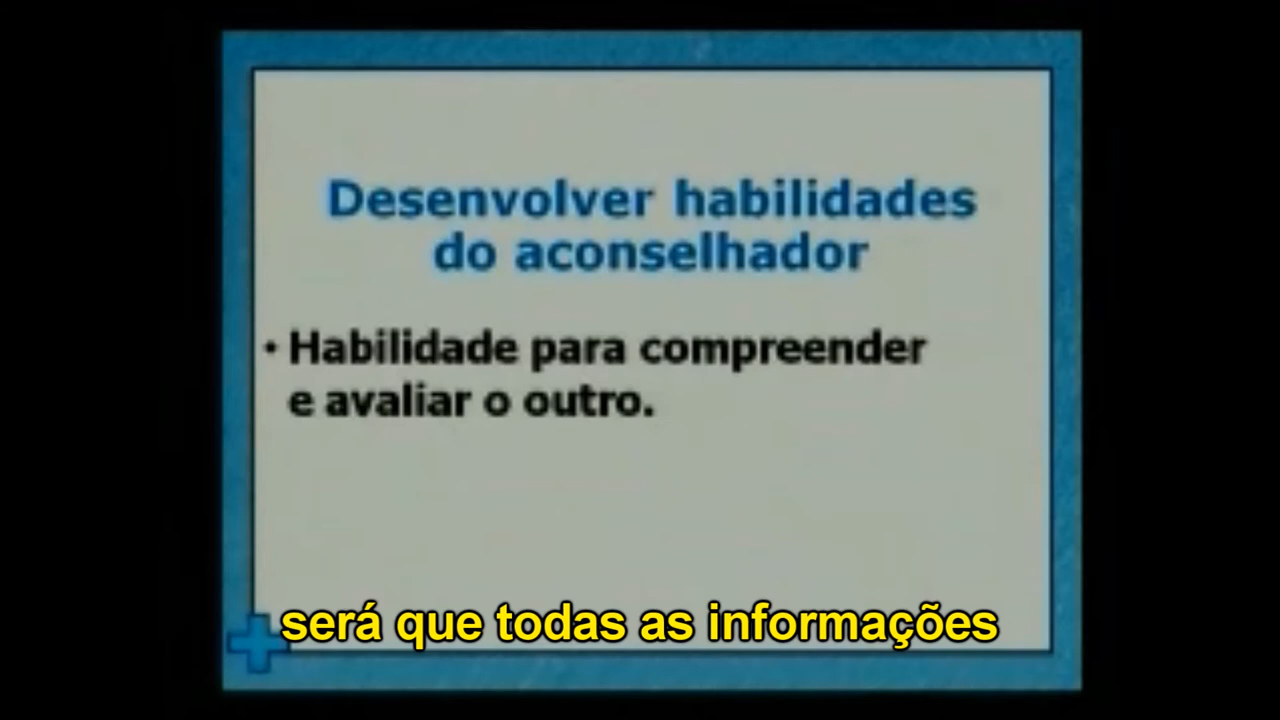 Desenvolver habilidades
do aconselhador
• Habilidade para compreender
e avaliar o outro.
será que todas as informações